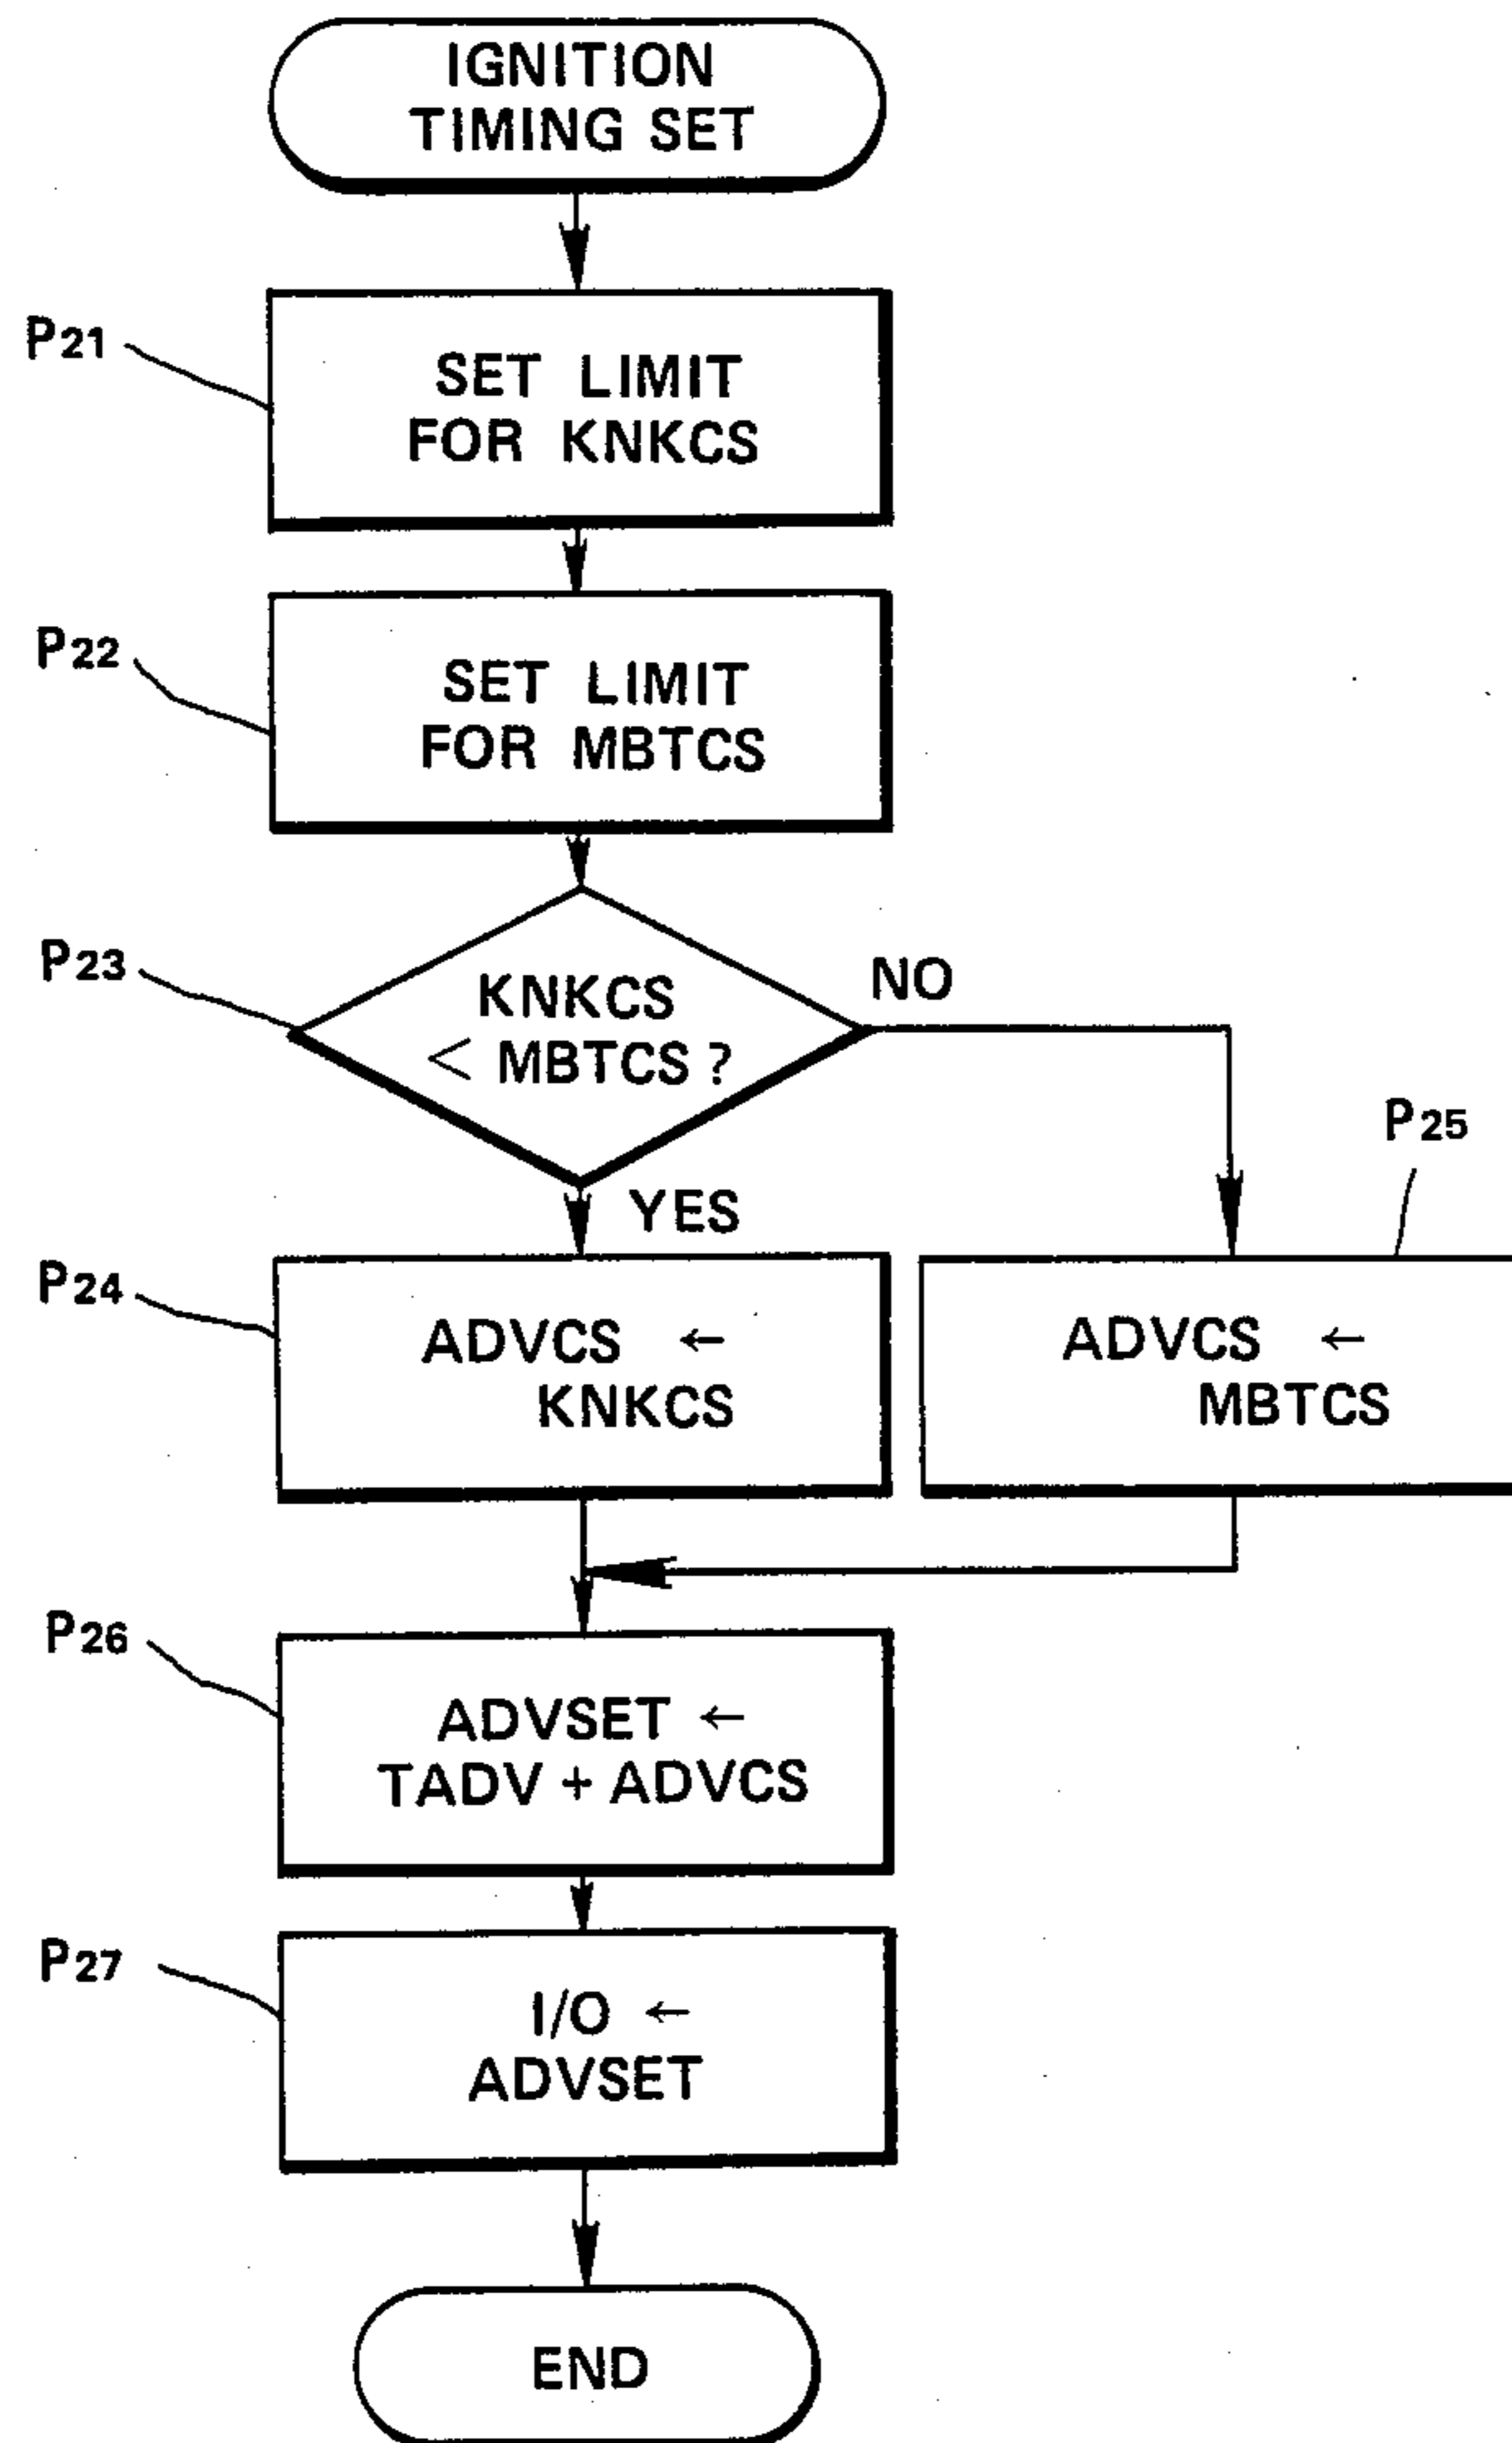 IGNITION
TIMING SET
P21
SET LIMIT
FOR KNKCS
P22
SET LIMIT
FOR MBTCS
P23
KNKCS
< MBTCS ?
NO
YES
P24
ADVCS ←
KNKCS
P25
ADVCS ←
MBTCS
P26
ADVSET ←
TADV + ADVCS
P27
I/O ←
ADVSET
END